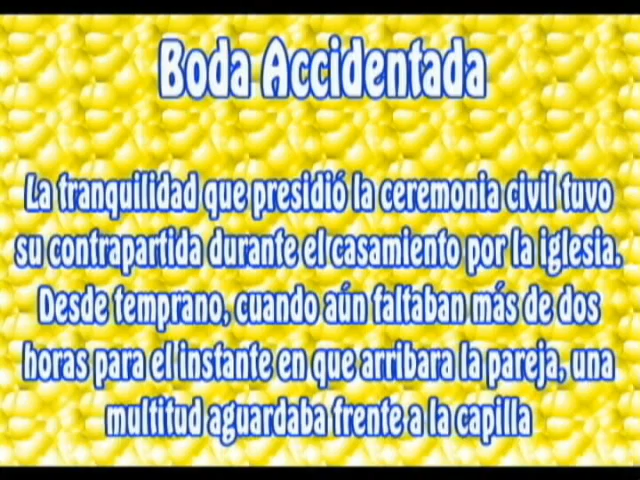 Boda Accidentada
La tranquilidad que presidió la ceremonia civil tuvo
su contrapartida durante el casamiento por la iglesia.
Desde temprano, cuando aún faltaban más de dos
horas para el instante en que arribara la pareja, una
multitud aguardaba frente a la capilla